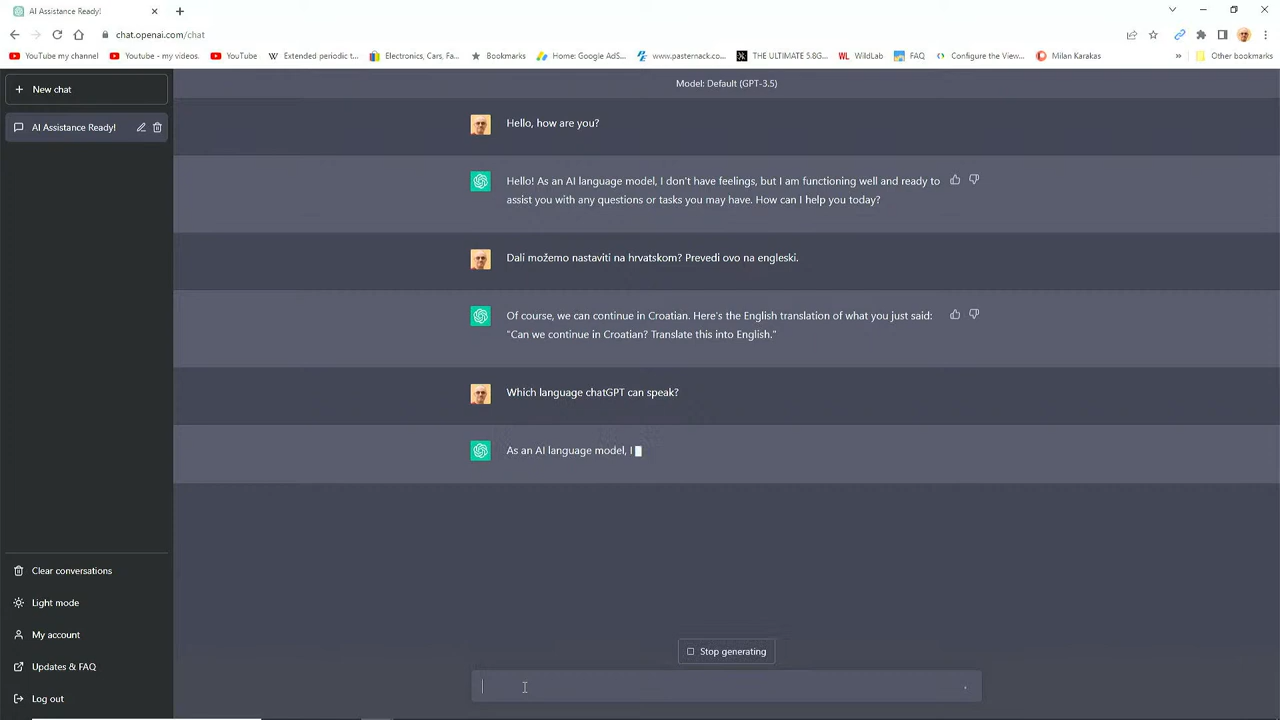 AI Assistance Ready!
chat.openai.com/chat
YouTube my channel
Youtube - my videos
YouTube
Extended periodic t...
Electronics, Cars, Fa...
Bookmarks
Home: Google AdS...
www.pasternack.co...
THE ULTIMATE 5.8G...
WildLab
FAQ
Configure the View...
Milan Karakas
»
Other bookmarks
+ New chat
AI Assistance Ready!
Model: Default (GPT-3.5)
Hello, how are you?
Hello! As an AI language model, I don't have feelings, but I am functioning well and ready to
assist you with any questions or tasks you may have. How can I help you today?
Dali možemo nastaviti na hrvatskom? Prevedi ovo na engleski.
Of course, we can continue in Croatian. Here's the English translation of what you just said:
"Can we continue in Croatian? Translate this into English."
Which language chatGPT can speak?
As an AI language model, I
Clear conversations
Light mode
My account
Updates & FAQ
Log out
Stop generating